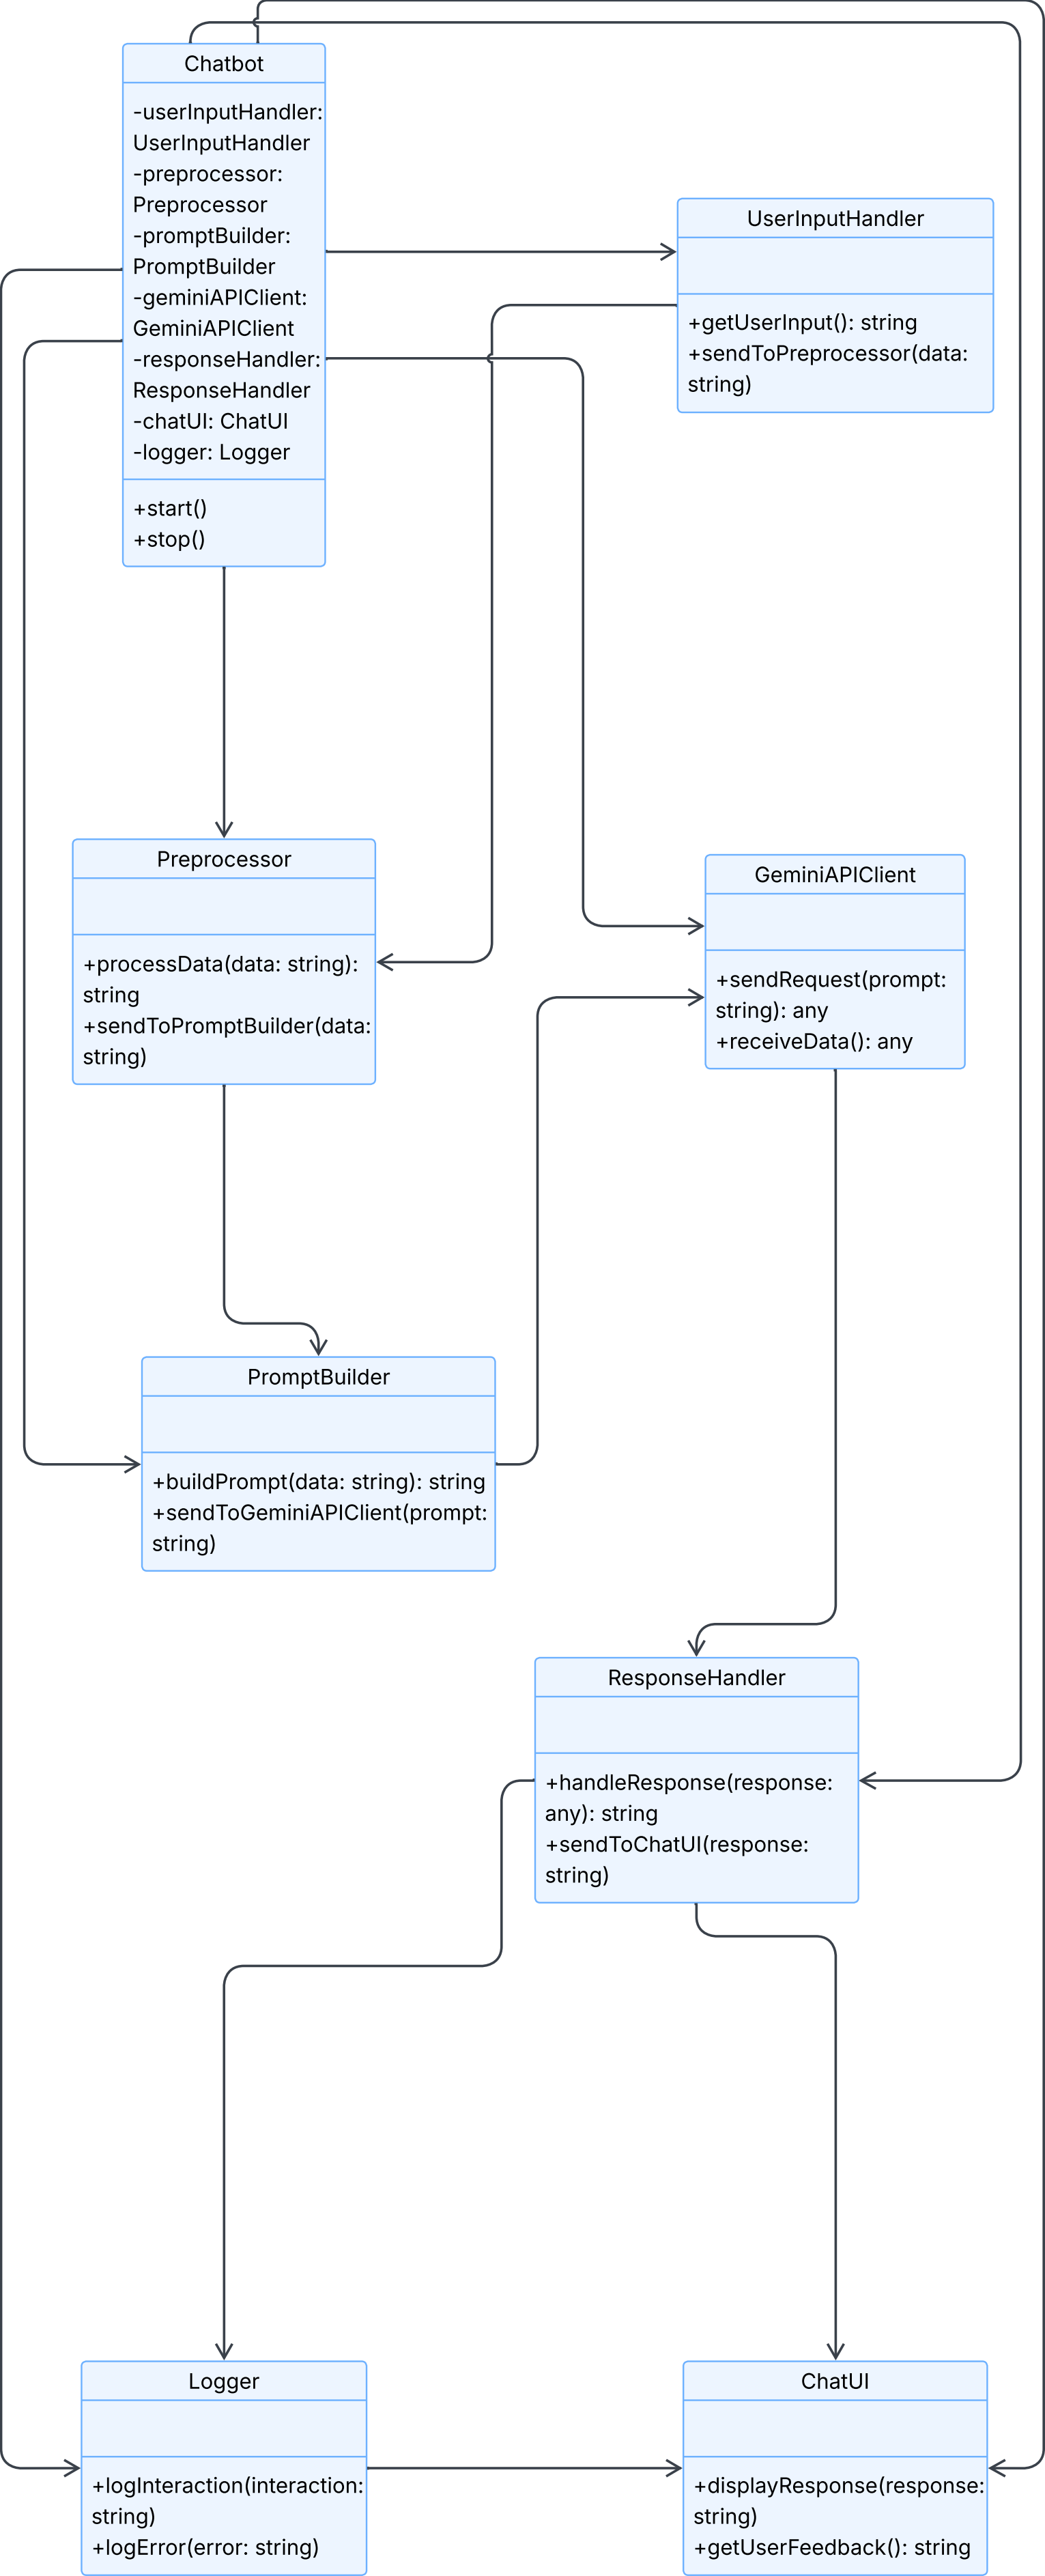 Chatbot
-userInputHandler:
UserInputHandler
-preprocessor:
Preprocessor
-promptBuilder:
PromptBuilder
-geminiAPIClient:
GeminiAPIClient
-responseHandler:
ResponseHandler
-chatUI: ChatUI
-logger: Logger
+start()
+stop()
UserInputHandler
+getUserInput(): string
+sendToPreprocessor(data:
string)
Preprocessor
+processData(data: string):
string
+sendToPromptBuilder(data:
string)
GeminiAPIClient
+sendRequest(prompt:
string): any
+receiveData(): any
PromptBuilder
+buildPrompt(data: string): string
+sendToGeminiAPIClient(prompt:
string)
ResponseHandler
+handleResponse(response:
any): string
+sendToChatUI(response:
string)
Logger
+logInteraction(interaction:
string)
+logError(error: string)
ChatUI
+displayResponse(response:
string)
+getUserFeedback(): string